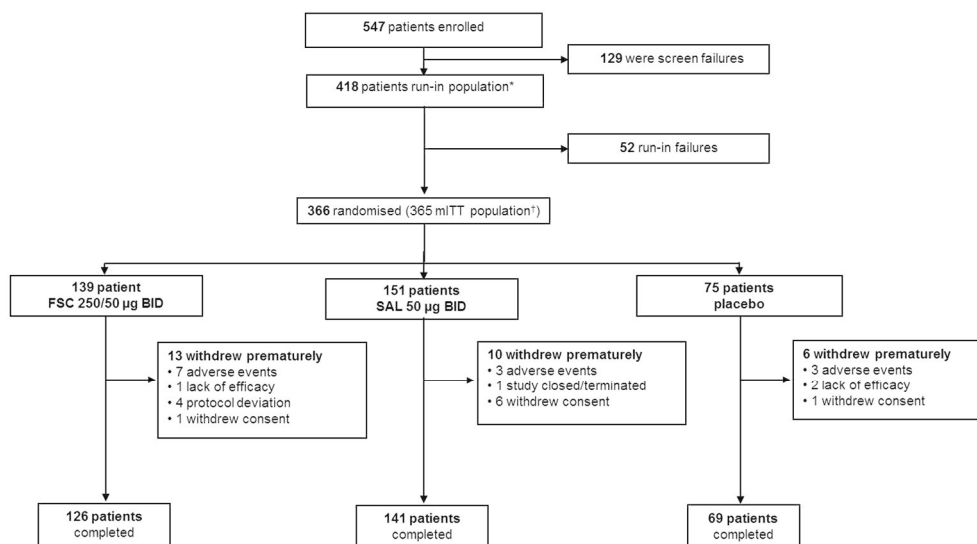 547 patients enrolled
129 were screen failures
418 patients run-in population*
52 run-in failures
366 randomised (365 mITT population†)
139 patient
FSC 250/50 µg BID
151 patients
SAL 50 µg BID
75 patients
placebo
13 withdrew prematurely
• 7 adverse events
• 1 lack of efficacy
• 4 protocol deviation
• 1 withdrew consent
10 withdrew prematurely
• 3 adverse events
• 1 study closed/terminated
• 6 withdrew consent
6 withdrew prematurely
• 3 adverse events
• 2 lack of efficacy
• 1 withdrew consent
126 patients
completed
141 patients
completed
69 patients
completed